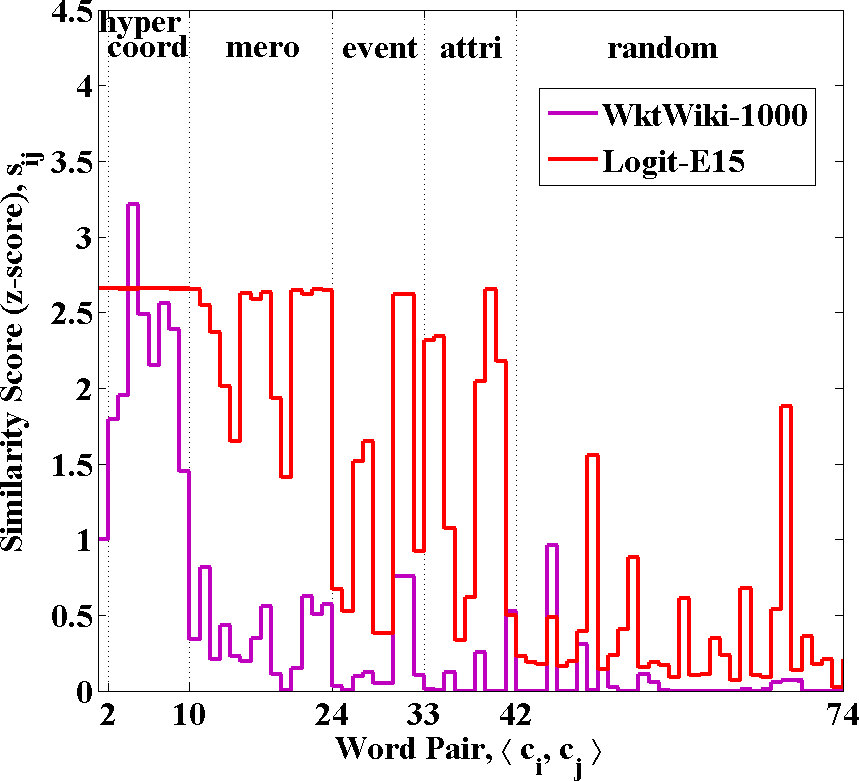 hyper
coord mero event attri random
WktWiki-1000
Logit-E15
Similarity Score (z-score), s_ij
4.5
4
3.5
3
2.5
2
1.5
1
0.5
0
2 10 24 33 42 74
Word Pair, ⟨ c_i, c_j ⟩